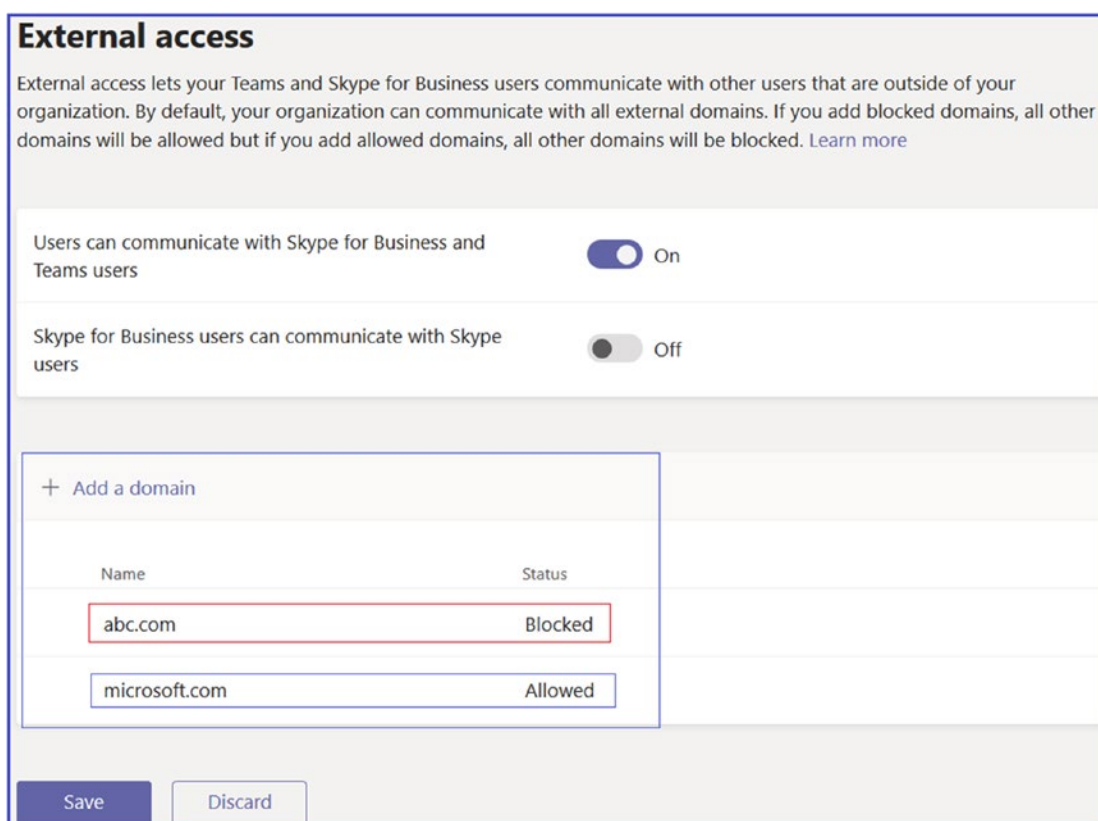 External access
External access lets your Teams and Skype for Business users communicate with other users that are outside of your
organization. By default, your organization can communicate with all external domains. If you add blocked domains, all other
domains will be allowed but if you add allowed domains, all other domains will be blocked. Learn more
Users can communicate with Skype for Business and
Teams users
On
Skype for Business users can communicate with Skype
users
Off
+ Add a domain
Name Status
abc.com Blocked
microsoft.com Allowed
Save Discard